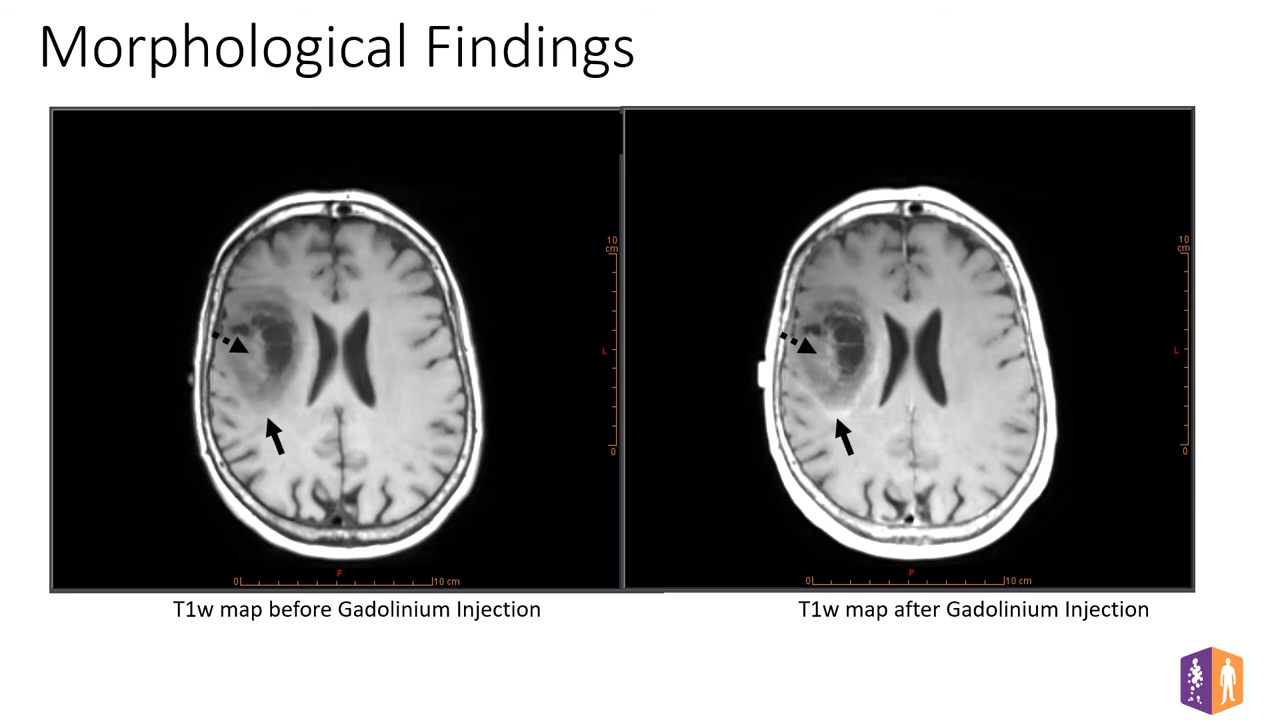 Morphological Findings
10
cm
L
0
P
0
10 cm
10
cm
L
0
P
0
10 cm
T1w map before Gadolinium Injection
T1w map after Gadolinium Injection